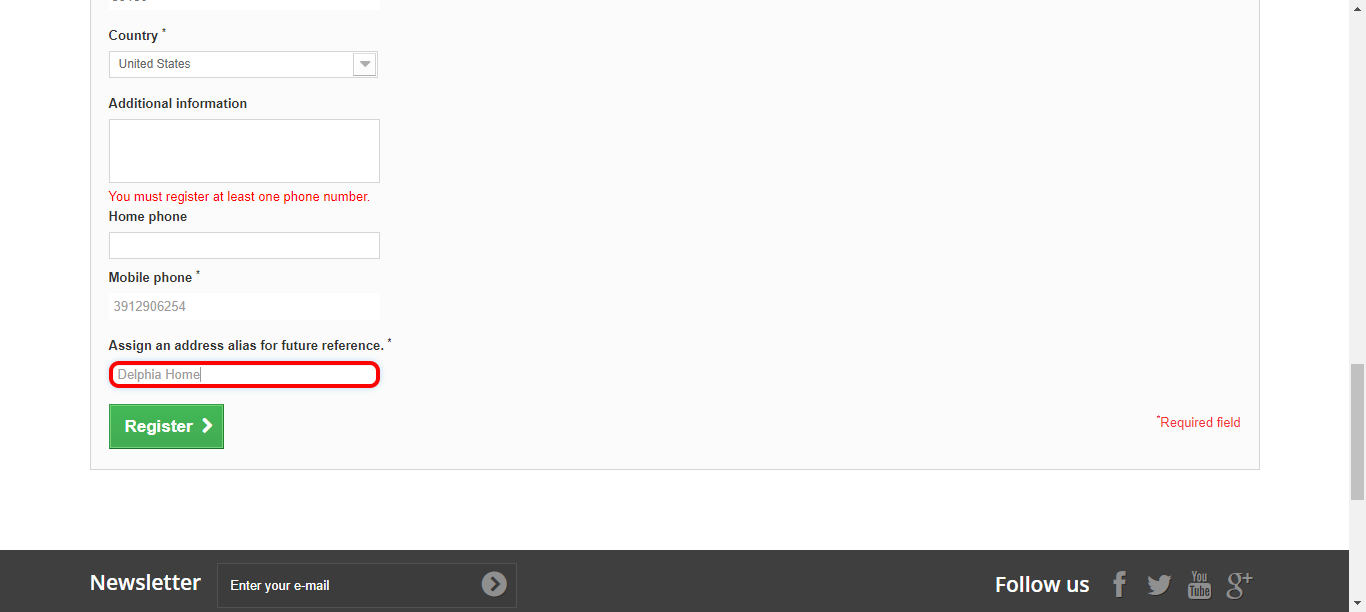 Country *
United States
Additional information
You must register at least one phone number.
Home phone
Mobile phone *
3912906254
Assign an address alias for future reference. *
Delphia Home
Register
*Required field
Newsletter
Enter your e-mail
Follow us
You
Tube
g+